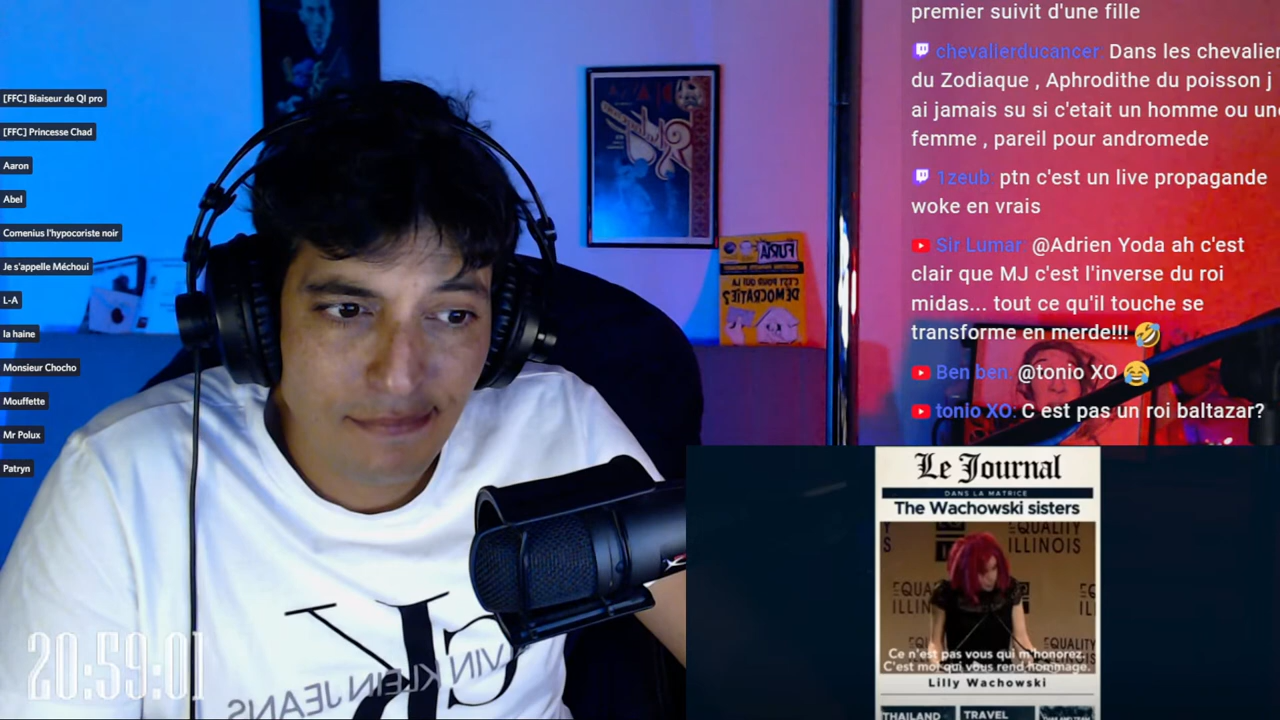 [FFC] Biaiseur de QI pro
[FFC] Princesse Chad
Aaron
Abel
Comenius l'hypocoriste noir
Je s'appelle Méchoui
L-A
la haine
Monsieur Chocho
Mouffette
Mr Polux
Patryn
20:59:01
FURIA
C'EST POUR QUI LA
DÉMOCRATIE?
CALVIN KLEIN JEANS
premier suivit d'une fille
chevalierducancer: Dans les chevalier
du Zodiaque , Aphrodithe du poisson j
ai jamais su si c'etait un homme ou une
femme , pareil pour andromede
1zeub: ptn c'est un live propagande
woke en vrais
Sir Lumar: @Adrien Yoda ah c'est
clair que MJ c'est l'inverse du roi
midas... tout ce qu'il touche se
transforme en merde!!! 🤣
Ben ben: @tonio XO 😂
tonio XO: C est pas un roi baltazar?
Le Journal
DANS LA MATRICE
The Wachowski sisters
EQUALITY
ILLINOIS
Ce n'est pas vous qui m'honorez.
C'est moi qui vous rend hommage.
Lilly Wachowski
THAILAND
TRAVEL